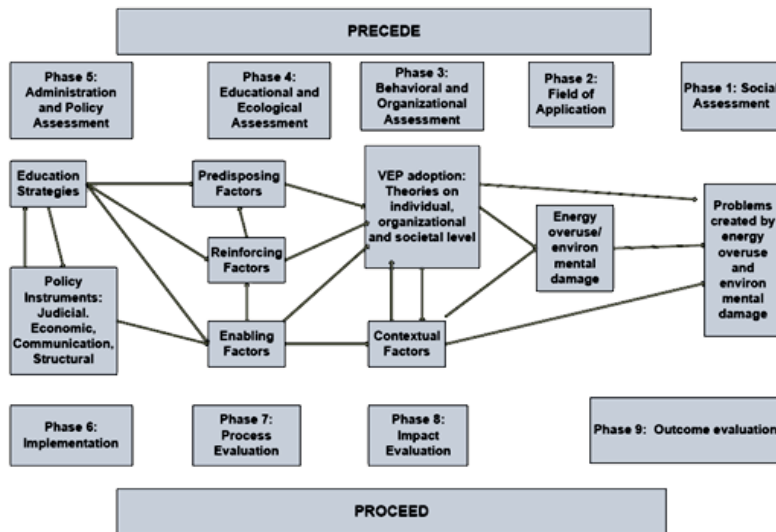 PRECEDE
Phase 5:
Administration
and Policy
Assessment
Phase 4:
Educational and
Ecological
Assessment
Phase 3:
Behavioral and
Organizational
Assessment
Phase 2:
Field of
Application
Phase 1: Social
Assessment
Education
Strategies
Predisposing
Factors
VEP adoption:
Theories on
individual,
organizational
and societal
level
Energy
overuse/
environ
mental
damage
Problems
created by
energy
overuse
and
environ
mental
damage
Reinforcing
Factors
Policy
Instruments:
Judicial.
Economic,
Communication,
Structural
Enabling
Factors
Contextual
Factors
Phase 6:
Implementation
Phase 7:
Process
Evaluation
Phase 8:
Impact
Evaluation
Phase 9: Outcome evaluation
PROCEED